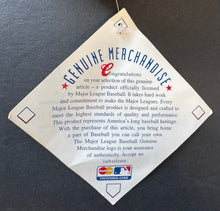 GENUINE MERCHANDISE
Congratulations
on your selection of this genuine
article – a product officially licensed
by Major League Baseball. It takes hard work
and commitment to make the Major Leagues. Every
Major League Baseball product is designed and crafted to
meet the highest standards of quality and performance.
This product represents America's long baseball heritage.
With the purchase of this article, you bring home
a part of Baseball you can call your own.
The Major League Baseball Genuine
Merchandise logo is your assurance
of authenticity. Accept no
substitute.